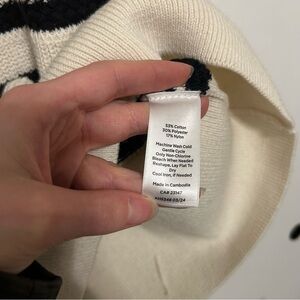 53% Cotton
30% Polyester
17% Nylon
Machine Wash Cold
Gentle Cycle
Only Non-Chlorine
Bleach When Needed
Reshape, Lay Flat To
Dry
Cool Iron, If Needed
Made in Cambodia
CA# 23147